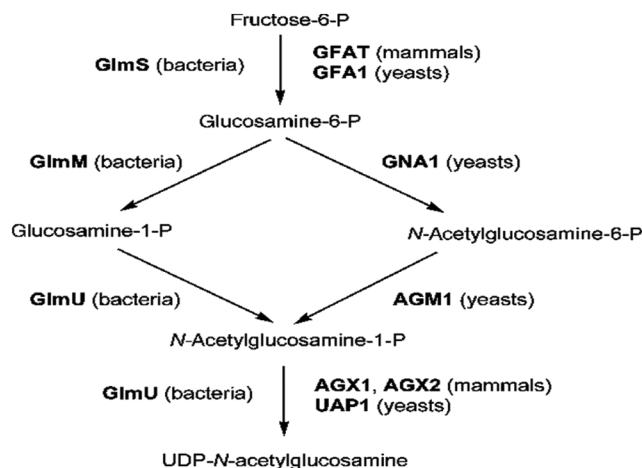 Fructose-6-P
GlmS (bacteria)
GFAT (mammals)
GFA1 (yeasts)
Glucosamine-6-P
GlmM (bacteria)
GNA1 (yeasts)
Glucosamine-1-P
N-Acetylglucosamine-6-P
GlmU (bacteria)
AGM1 (yeasts)
N-Acetylglucosamine-1-P
GlmU (bacteria)
AGX1, AGX2 (mammals)
UAP1 (yeasts)
UDP-N-acetylglucosamine